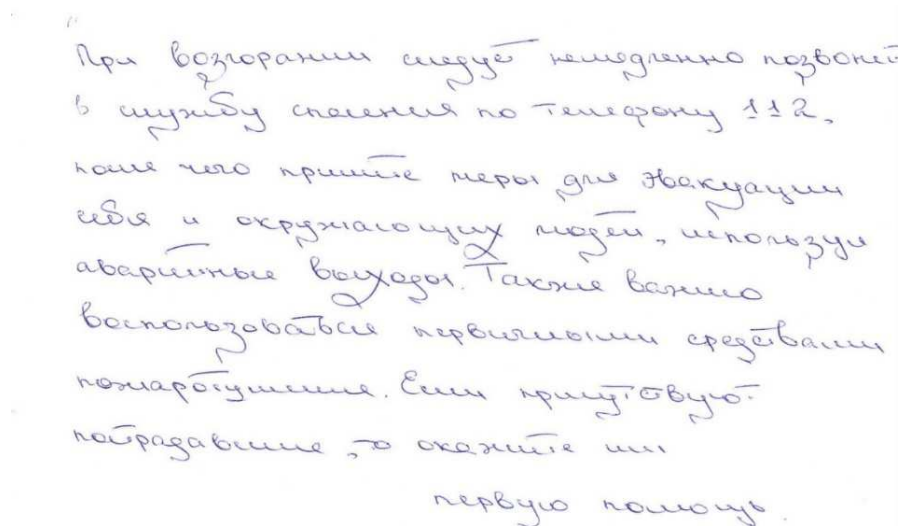 При возгорании следует немедленно позвонить
в службу спасения по телефону 112,
после чего примите меры для эвакуации
себя и окружающих людей, используя
аварийные выходы. Также важно
воспользоваться первичными средствами
пожаротушения. Если присутствуют
пострадавшие, то окажите им
первую помощь.